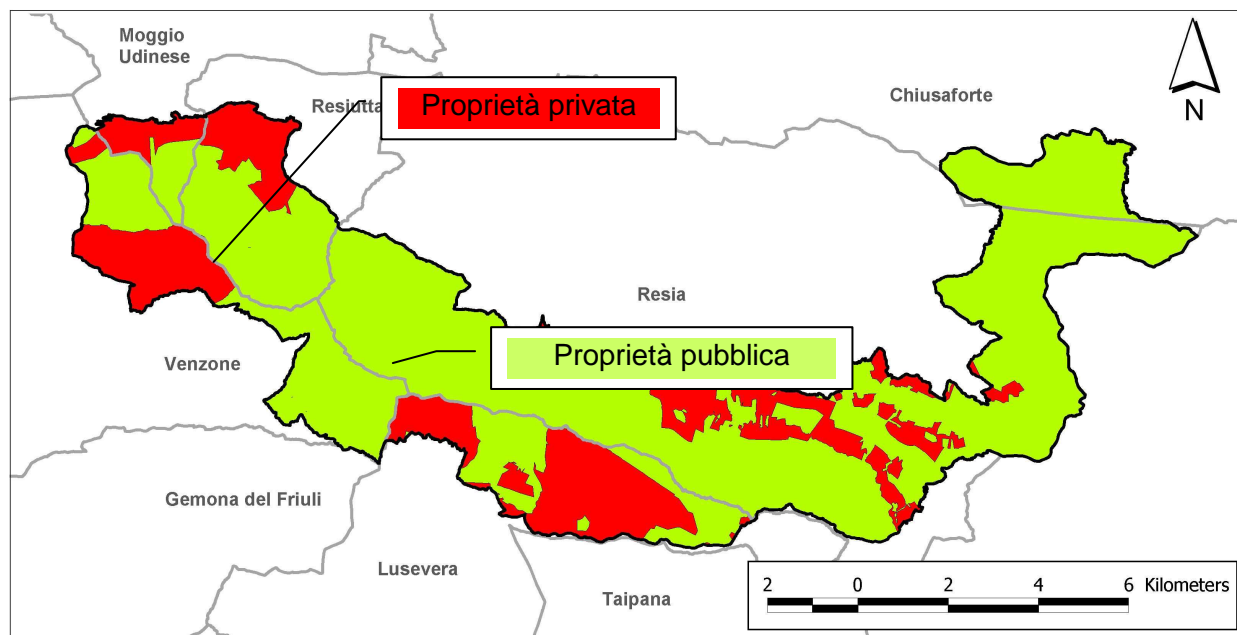 Moggio
Udinese
Resiutta
Proprietà privata
Chiusaforte
N
Resia
Proprietà pubblica
Venzone
Gemona del Friuli
Lusevera
Taipana
2 0 2 4 6 Kilometers